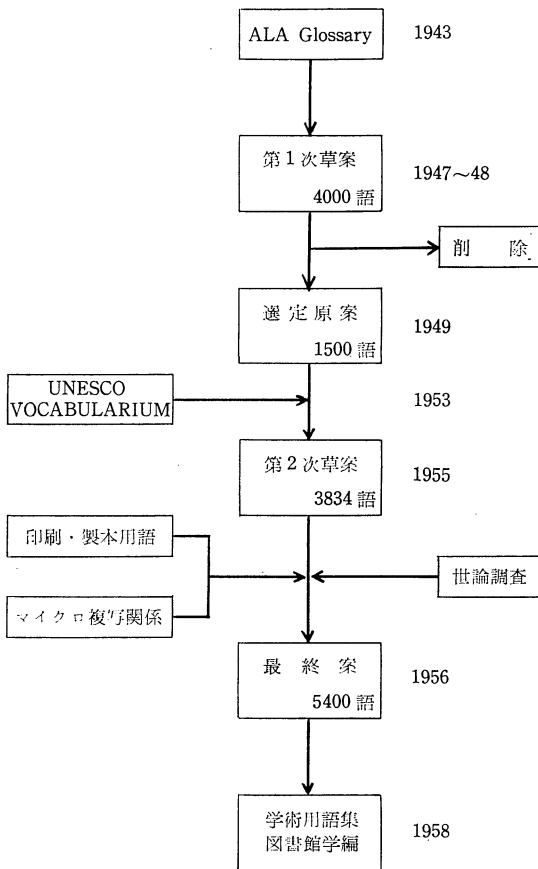 ALA Glossary
1943
第1次草案
4000語
1947～48
削除
選定原案
1500語
1949
UNESCO
VOCABULARIUM
1953
第2次草案
3834語
1955
印刷・製本用語
世論調査
マイクロ複写関係
最終案
5400語
1956
学術用語集
図書館学編
1958